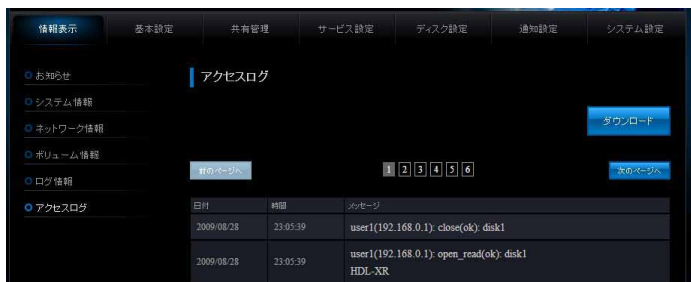 情報表示 基本設定 共有管理 サービス設定 ディスク設定 通知設定 システム設定
お知らせ
システム情報
ネットワーク情報
ボリューム情報
ログ情報
アクセスログ
アクセスログ
ダウンロード
前のページへ 1 2 3 4 5 6 次のページへ
日付 時間 メッセージ
2009/08/28 23:05:39 user1(192.168.0.1): close(ok): disk1
2009/08/28 23:05:39 user1(192.168.0.1): open_read(ok): disk1
HDL-XR